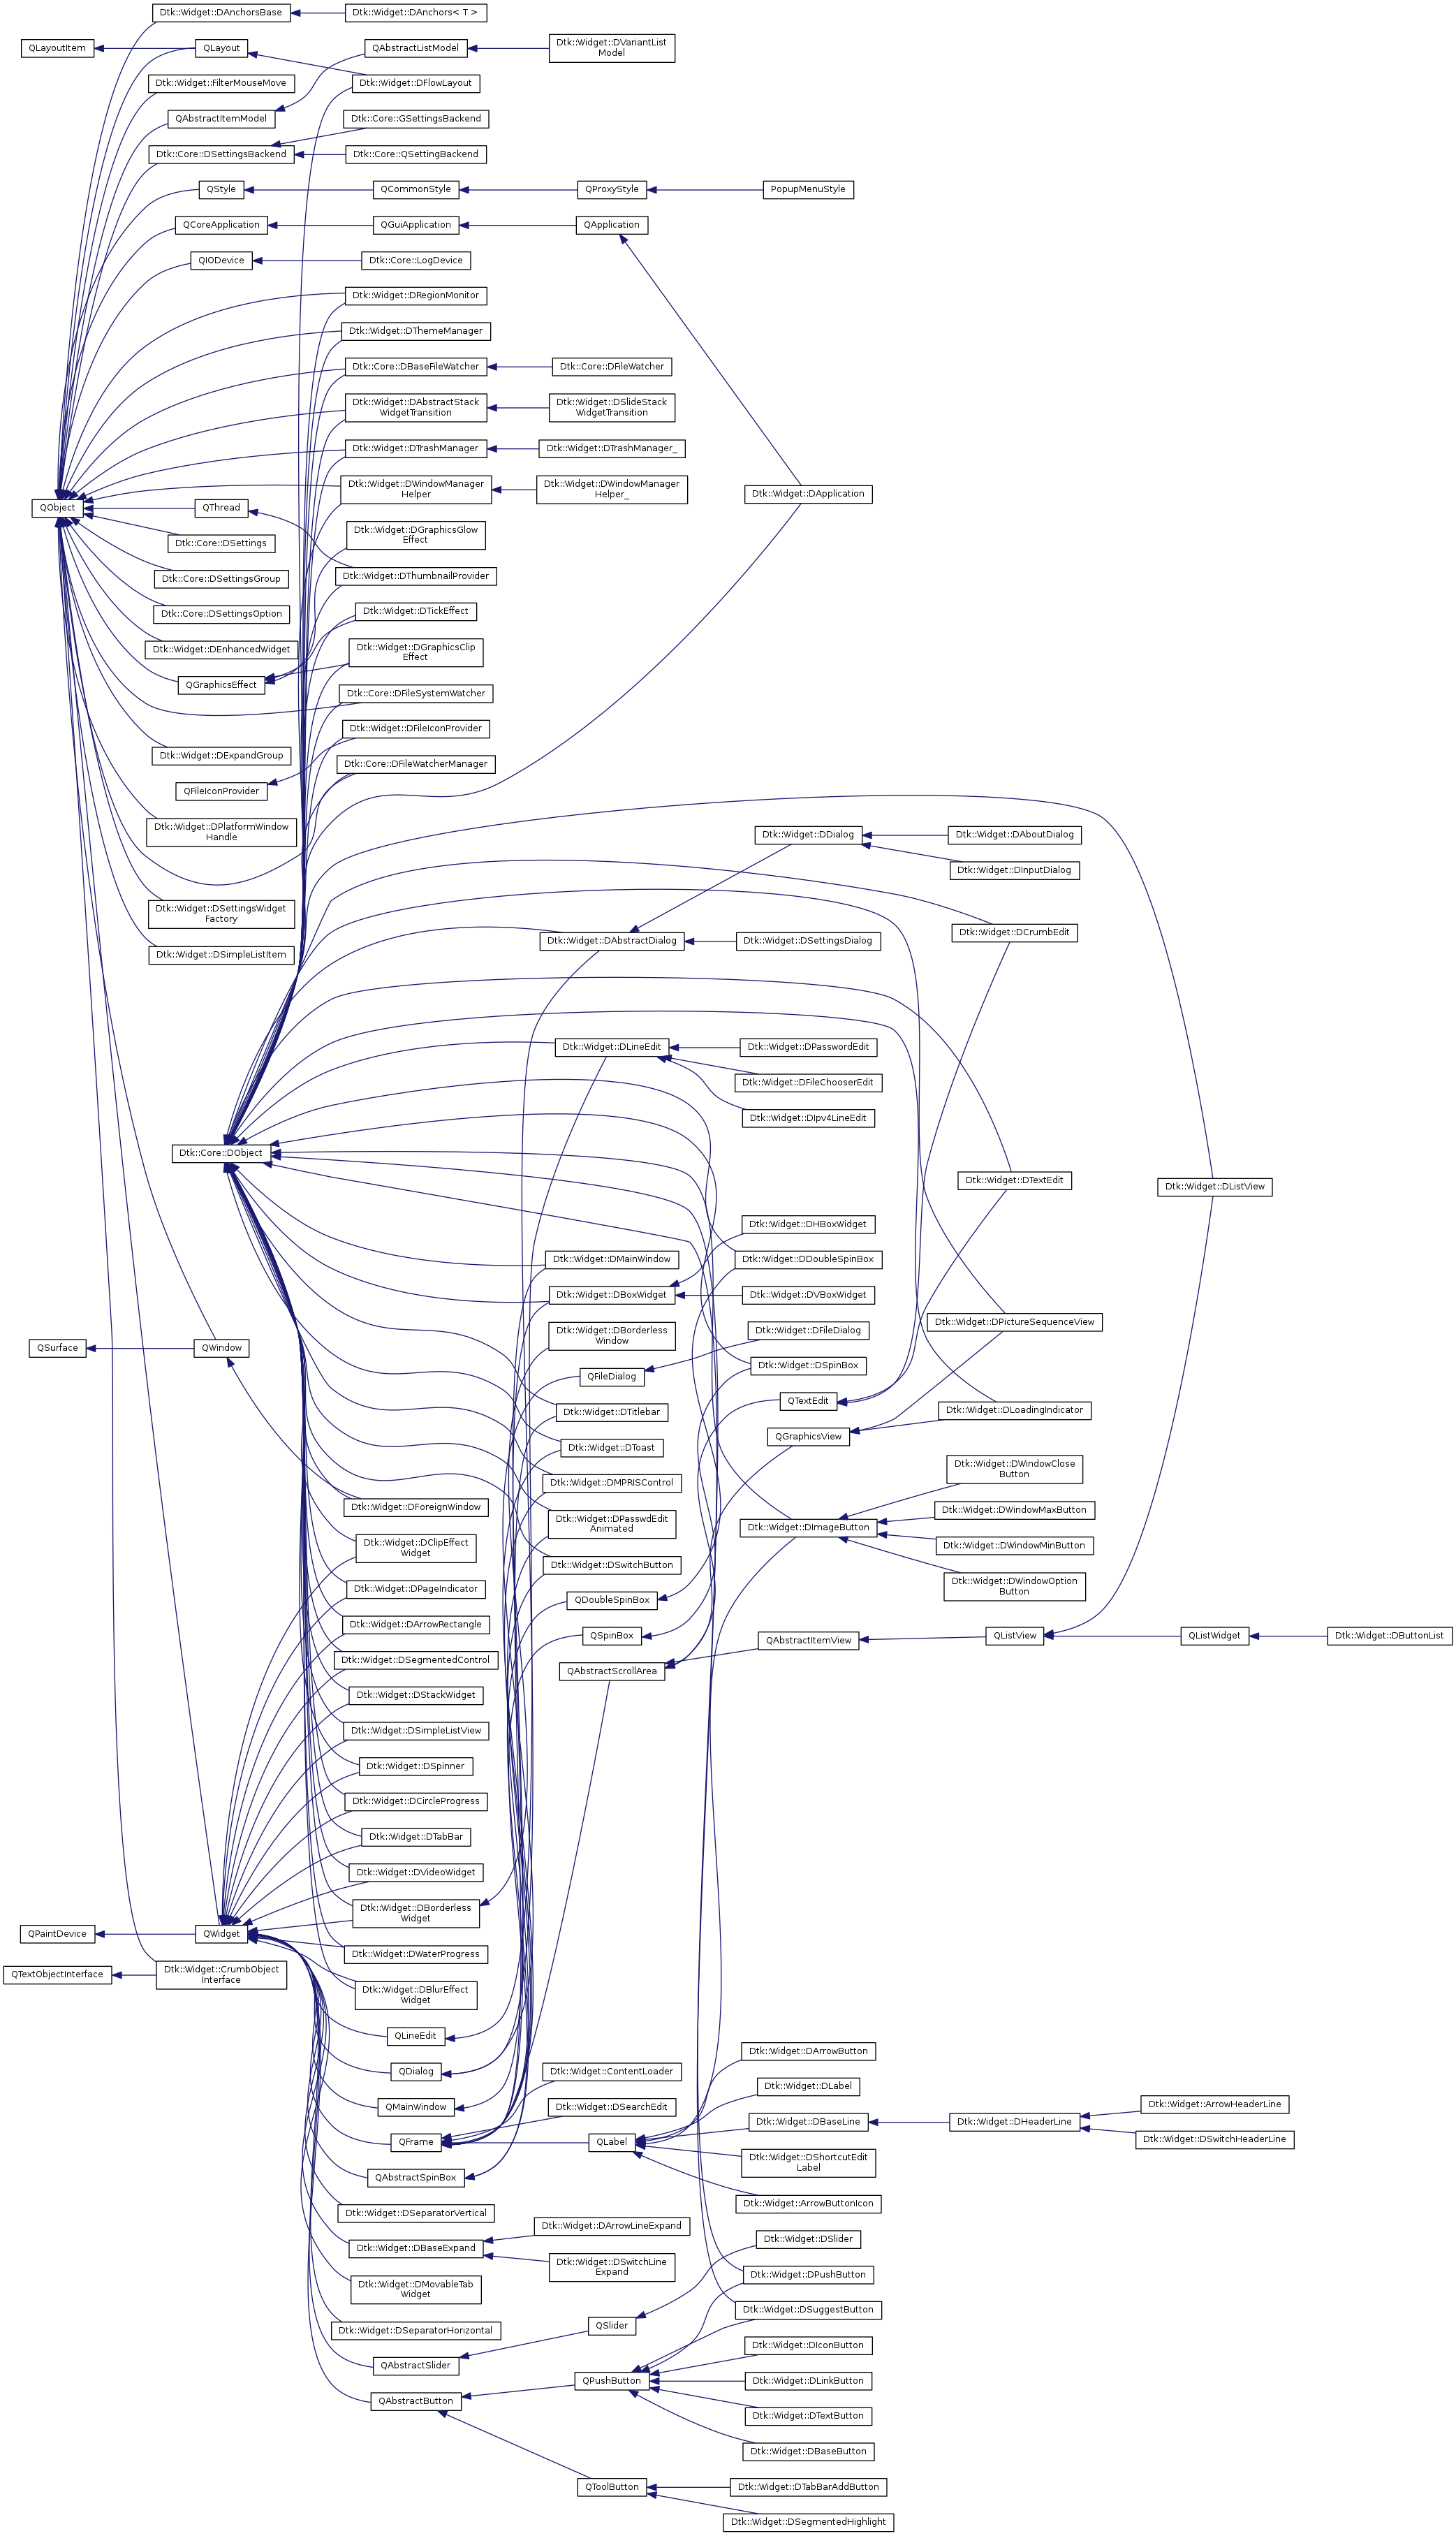 Dtk::Widget::DAnchorsBase
Dtk::Widget::DAnchors< T >
QLayoutItem
QLayout
QAbstractListModel
Dtk::Widget::DVariantList
Model
Dtk::Widget::FilterMouseMove
Dtk::Widget::DFlowLayout
QAbstractItemModel
Dtk::Core::GSettingsBackend
Dtk::Core::DSettingsBackend
Dtk::Core::QSettingBackend
QStyle
QCommonStyle
QProxyStyle
PopupMenuStyle
QCoreApplication
QGuiApplication
QApplication
QIODevice
Dtk::Core::LogDevice
Dtk::Widget::DRegionMonitor
Dtk::Widget::DThemeManager
Dtk::Core::DBaseFileWatcher
Dtk::Core::DFileWatcher
Dtk::Widget::DAbstractStack
WidgetTransition
Dtk::Widget::DSlideStack
WidgetTransition
Dtk::Widget::DTrashManager
Dtk::Widget::DTrashManager_
Dtk::Widget::DWindowManager
Helper
Dtk::Widget::DWindowManager
Helper_
Dtk::Widget::DApplication
QObject
QThread
Dtk::Widget::DGraphicsGlow
Effect
Dtk::Core::DSettings
Dtk::Core::DSettingsGroup
Dtk::Widget::DThumbnailProvider
Dtk::Core::DSettingsOption
Dtk::Widget::DTickEffect
Dtk::Widget::DEnhancedWidget
Dtk::Widget::DGraphicsClip
Effect
QGraphicsEffect
Dtk::Core::DFileSystemWatcher
Dtk::Widget::DFileIconProvider
Dtk::Widget::DExpandGroup
Dtk::Core::DFileWatcherManager
QFileIconProvider
Dtk::Widget::DPlatformWindow
Handle
Dtk::Widget::DDialog
Dtk::Widget::DAboutDialog
Dtk::Widget::DInputDialog
Dtk::Widget::DSettingsWidget
Factory
Dtk::Widget::DCrumbEdit
Dtk::Widget::DAbstractDialog
Dtk::Widget::DSettingsDialog
Dtk::Widget::DSimpleListItem
Dtk::Widget::DLineEdit
Dtk::Widget::DPasswordEdit
Dtk::Widget::DFileChooserEdit
Dtk::Widget::DIpv4LineEdit
Dtk::Core::DObject
Dtk::Widget::DTextEdit
Dtk::Widget::DListView
Dtk::Widget::DHBoxWidget
Dtk::Widget::DMainWindow
Dtk::Widget::DDoubleSpinBox
Dtk::Widget::DBoxWidget
Dtk::Widget::DVBoxWidget
Dtk::Widget::DPictureSequenceView
QSurface
QWindow
Dtk::Widget::DBorderless
Window
Dtk::Widget::DFileDialog
Dtk::Widget::DSpinBox
QFileDialog
QTextEdit
Dtk::Widget::DTitlebar
Dtk::Widget::DLoadingIndicator
QGraphicsView
Dtk::Widget::DToast
Dtk::Widget::DMPRISControl
Dtk::Widget::DWindowClose
Button
Dtk::Widget::DForeignWindow
Dtk::Widget::DPasswdEdit
Animated
Dtk::Widget::DImageButton
Dtk::Widget::DWindowMaxButton
Dtk::Widget::DClipEffect
Widget
Dtk::Widget::DWindowMinButton
Dtk::Widget::DSwitchButton
Dtk::Widget::DWindowOption
Button
Dtk::Widget::DPageIndicator
QDoubleSpinBox
Dtk::Widget::DArrowRectangle
QSpinBox
QAbstractItemView
QListView
QListWidget
Dtk::Widget::DButtonList
Dtk::Widget::DSegmentedControl
QAbstractScrollArea
Dtk::Widget::DStackWidget
Dtk::Widget::DSimpleListView
Dtk::Widget::DSpinner
Dtk::Widget::DCircleProgress
Dtk::Widget::DTabBar
Dtk::Widget::DVideoWidget
Dtk::Widget::DBorderless
Widget
QPaintDevice
QWidget
Dtk::Widget::DWaterProgress
QTextObjectInterface
Dtk::Widget::CrumbObject
Interface
Dtk::Widget::DBlurEffect
Widget
QLineEdit
Dtk::Widget::DArrowButton
QDialog
Dtk::Widget::ContentLoader
Dtk::Widget::DLabel
QMainWindow
Dtk::Widget::DSearchEdit
Dtk::Widget::ArrowHeaderLine
Dtk::Widget::DBaseLine
Dtk::Widget::DHeaderLine
QFrame
QLabel
Dtk::Widget::DSwitchHeaderLine
Dtk::Widget::DShortcutEdit
Label
QAbstractSpinBox
Dtk::Widget::ArrowButtonIcon
Dtk::Widget::DSeparatorVertical
Dtk::Widget::DArrowLineExpand
Dtk::Widget::DBaseExpand
Dtk::Widget::DSlider
Dtk::Widget::DSwitchLine
Expand
Dtk::Widget::DPushButton
Dtk::Widget::DMovableTab
Widget
Dtk::Widget::DSuggestButton
QSlider
Dtk::Widget::DSeparatorHorizontal
Dtk::Widget::DIconButton
QAbstractSlider
QPushButton
Dtk::Widget::DLinkButton
QAbstractButton
Dtk::Widget::DTextButton
Dtk::Widget::DBaseButton
QToolButton
Dtk::Widget::DTabBarAddButton
Dtk::Widget::DSegmentedHighlight